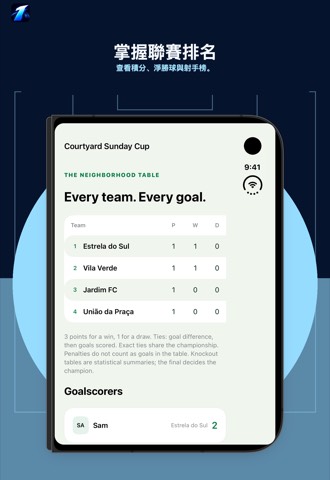 掌握聯賽排名
查看積分、淨勝球與射手榜。
Courtyard Sunday Cup
9:41
THE NEIGHBORHOOD TABLE
Every team. Every goal.
Team P W D
1 Estrela do Sul 1 1 0
2 Vila Verde 1 1 0
3 Jardim FC 1 0 0
4 União da Praça 1 0 0
3 points for a win, 1 for a draw. Ties: goal difference,
then goals scored. Exact ties share the championship.
Penalties do not count as goals in the table. Knockout
tables are statistical summaries; the final decides the
champion.
Goalscorers
SA Sam Estrela do Sul 2